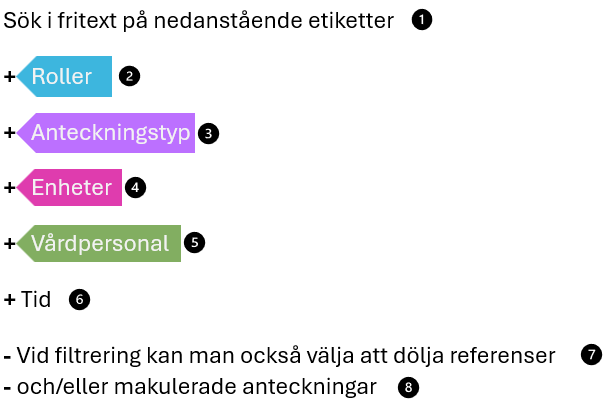 Sök i fritext på nedanstående etiketter 1
+ Roller 2
+ Anteckningstyp 3
+ Enheter 4
+ Vårdpersonal 5
+ Tid 6
- Vid filtrering kan man också välja att dölja referenser 7
- och/eller makulerade anteckningar 8